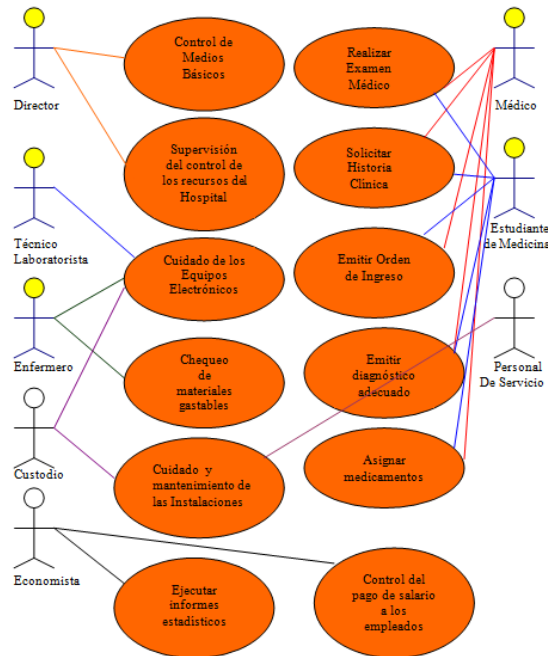 Control de
Medios
Básicos
Realizar
Examen
Médico
Director
Médico
Supervisión
del control de
los recursos del
Hospital
Solicitar
Historia
Clínica
Técnico
Laboratorista
Estudiante
de Medicina
Cuidado de los
Equipos
Electrónicos
Emitir Orden
de Ingreso
Enfermero
Chequeo
de
materiales
gastables
Emitir
diagnóstico
adecuado
Personal
De Servicio
Custodio
Cuidado y
mantenimiento de
las Instalaciones
Asignar
medicamentos
Economista
Ejecutar
informes
estadísticos
Control del
pago de salario
a los
empleados